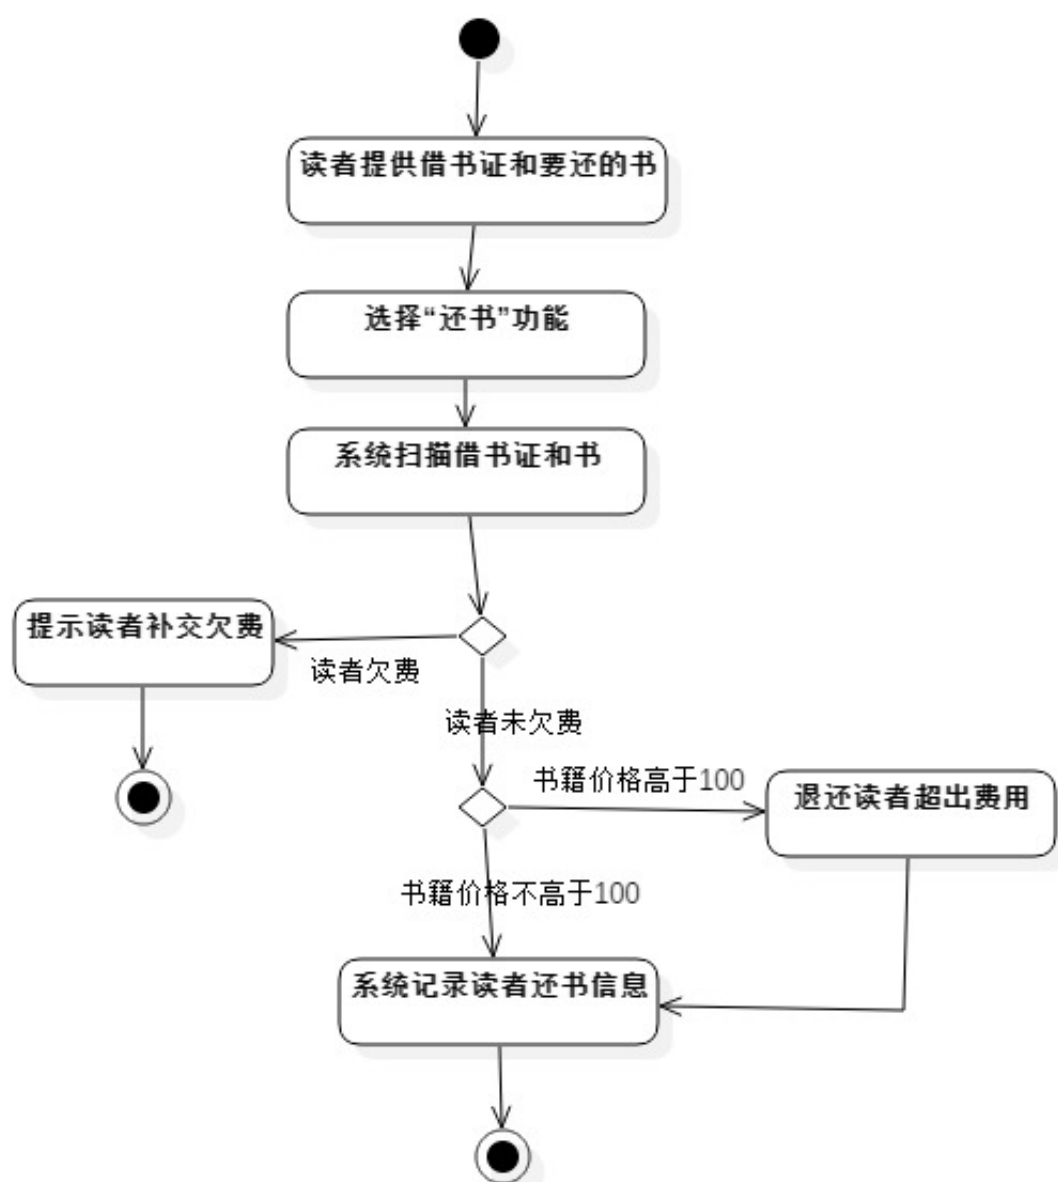 读者提供借书证和要还的书
选择“还书”功能
系统扫描借书证和书
提示读者补交欠费
读者欠费
读者未欠费
书籍价格高于100
退还读者超出费用
书籍价格不高于100
系统记录读者还书信息